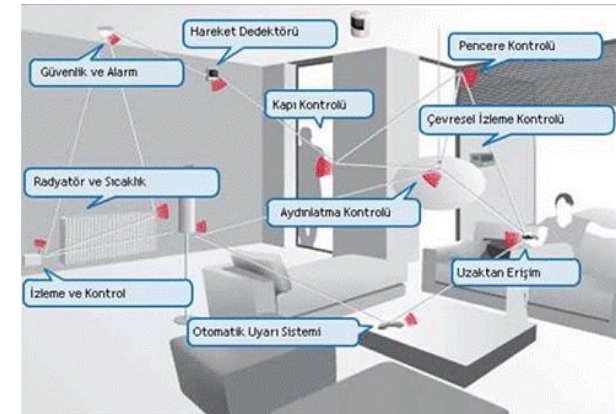 Hareket Dedektörü
Pencere Kontrolü
Güvenlik ve Alarm
Kapı Kontrolü
Çevresel İzleme Kontrolü
Radyatör ve Sıcaklık
Aydınlatma Kontrolü
Uzaktan Erişim
İzleme ve Kontrol
Otomatik Uyarı Sistemi